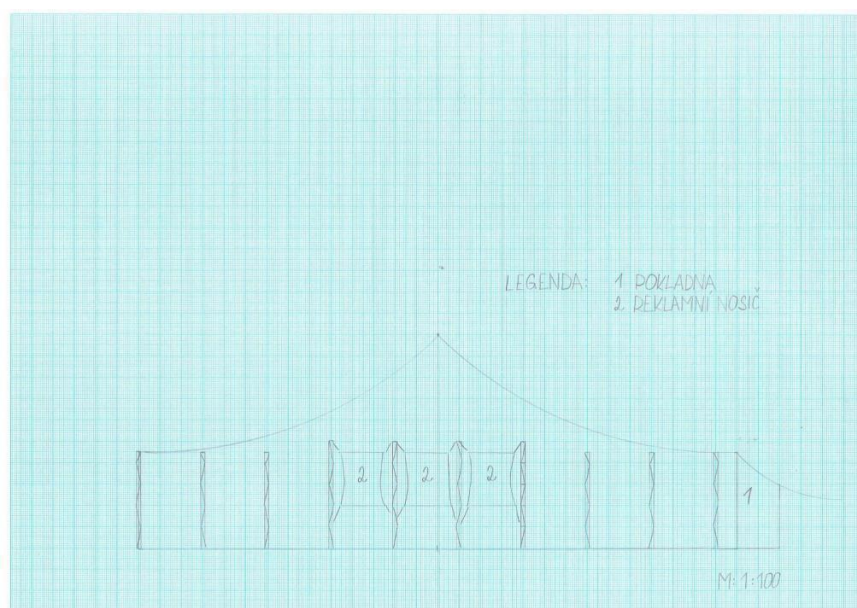 LEGENDA: 1 POKLADNA
2 REKLAMNÍ NOSIČ
2 2 2
1
M: 1:100